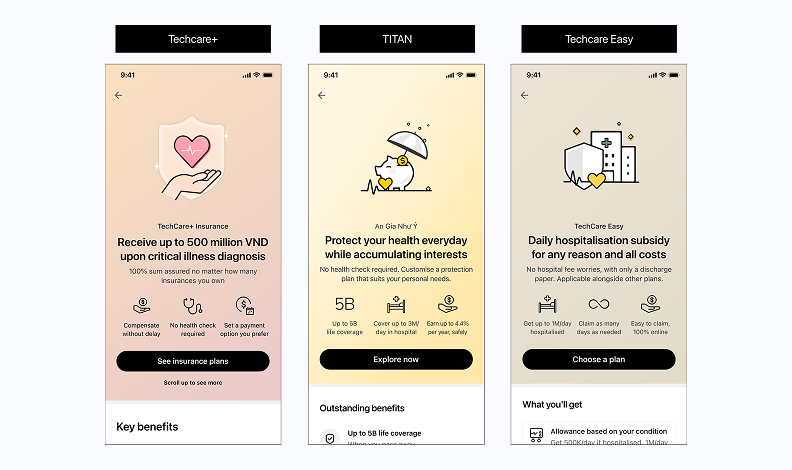 Techcare+
TITAN
Techcare Easy
9:41
TechCare+ Insurance
Receive up to 500 million VND
upon critical illness diagnosis
100% sum assured no matter how many
insurances you own
Compensate
without delay
No health check
required
Set a payment
option you prefer
See insurance plans
Scroll up to see more
Key benefits
9:41
An Gia Như Ý
Protect your health everyday
while accumulating interests
No health check required. Customise a protection
plan that suits your personal needs.
5B
Up to 5B
life coverage
Cover up to 3M/
day in hospital
Earn up to 4.4%
per year, safely
Explore now
Outstanding benefits
Up to 5B life coverage
When you pass away
9:41
TechCare Easy
Daily hospitalisation subsidy
for any reason and all costs
No hospital fee worries, with only a discharge
paper. Applicable alongside other plans.
Get up to 1M/day
hospitalised
Claim as many
days as needed
Easy to claim,
100% online
Choose a plan
What you'll get
Allowance based on your condition
Get 500K/day if hospitalised, 1M/day